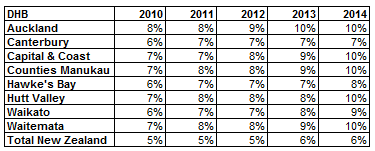 DHB 2010 2011 2012 2013 2014
Auckland 8% 8% 9% 10% 10%
Canterbury 6% 7% 7% 7% 7%
Capital & Coast 7% 7% 8% 9% 10%
Counties Manukau 7% 8% 8% 9% 10%
Hawke's Bay 6% 7% 7% 7% 8%
Hutt Valley 7% 8% 8% 8% 10%
Waikato 6% 7% 7% 8% 9%
Waitemata 7% 8% 8% 9% 10%
Total New Zealand 5% 5% 5% 6% 6%